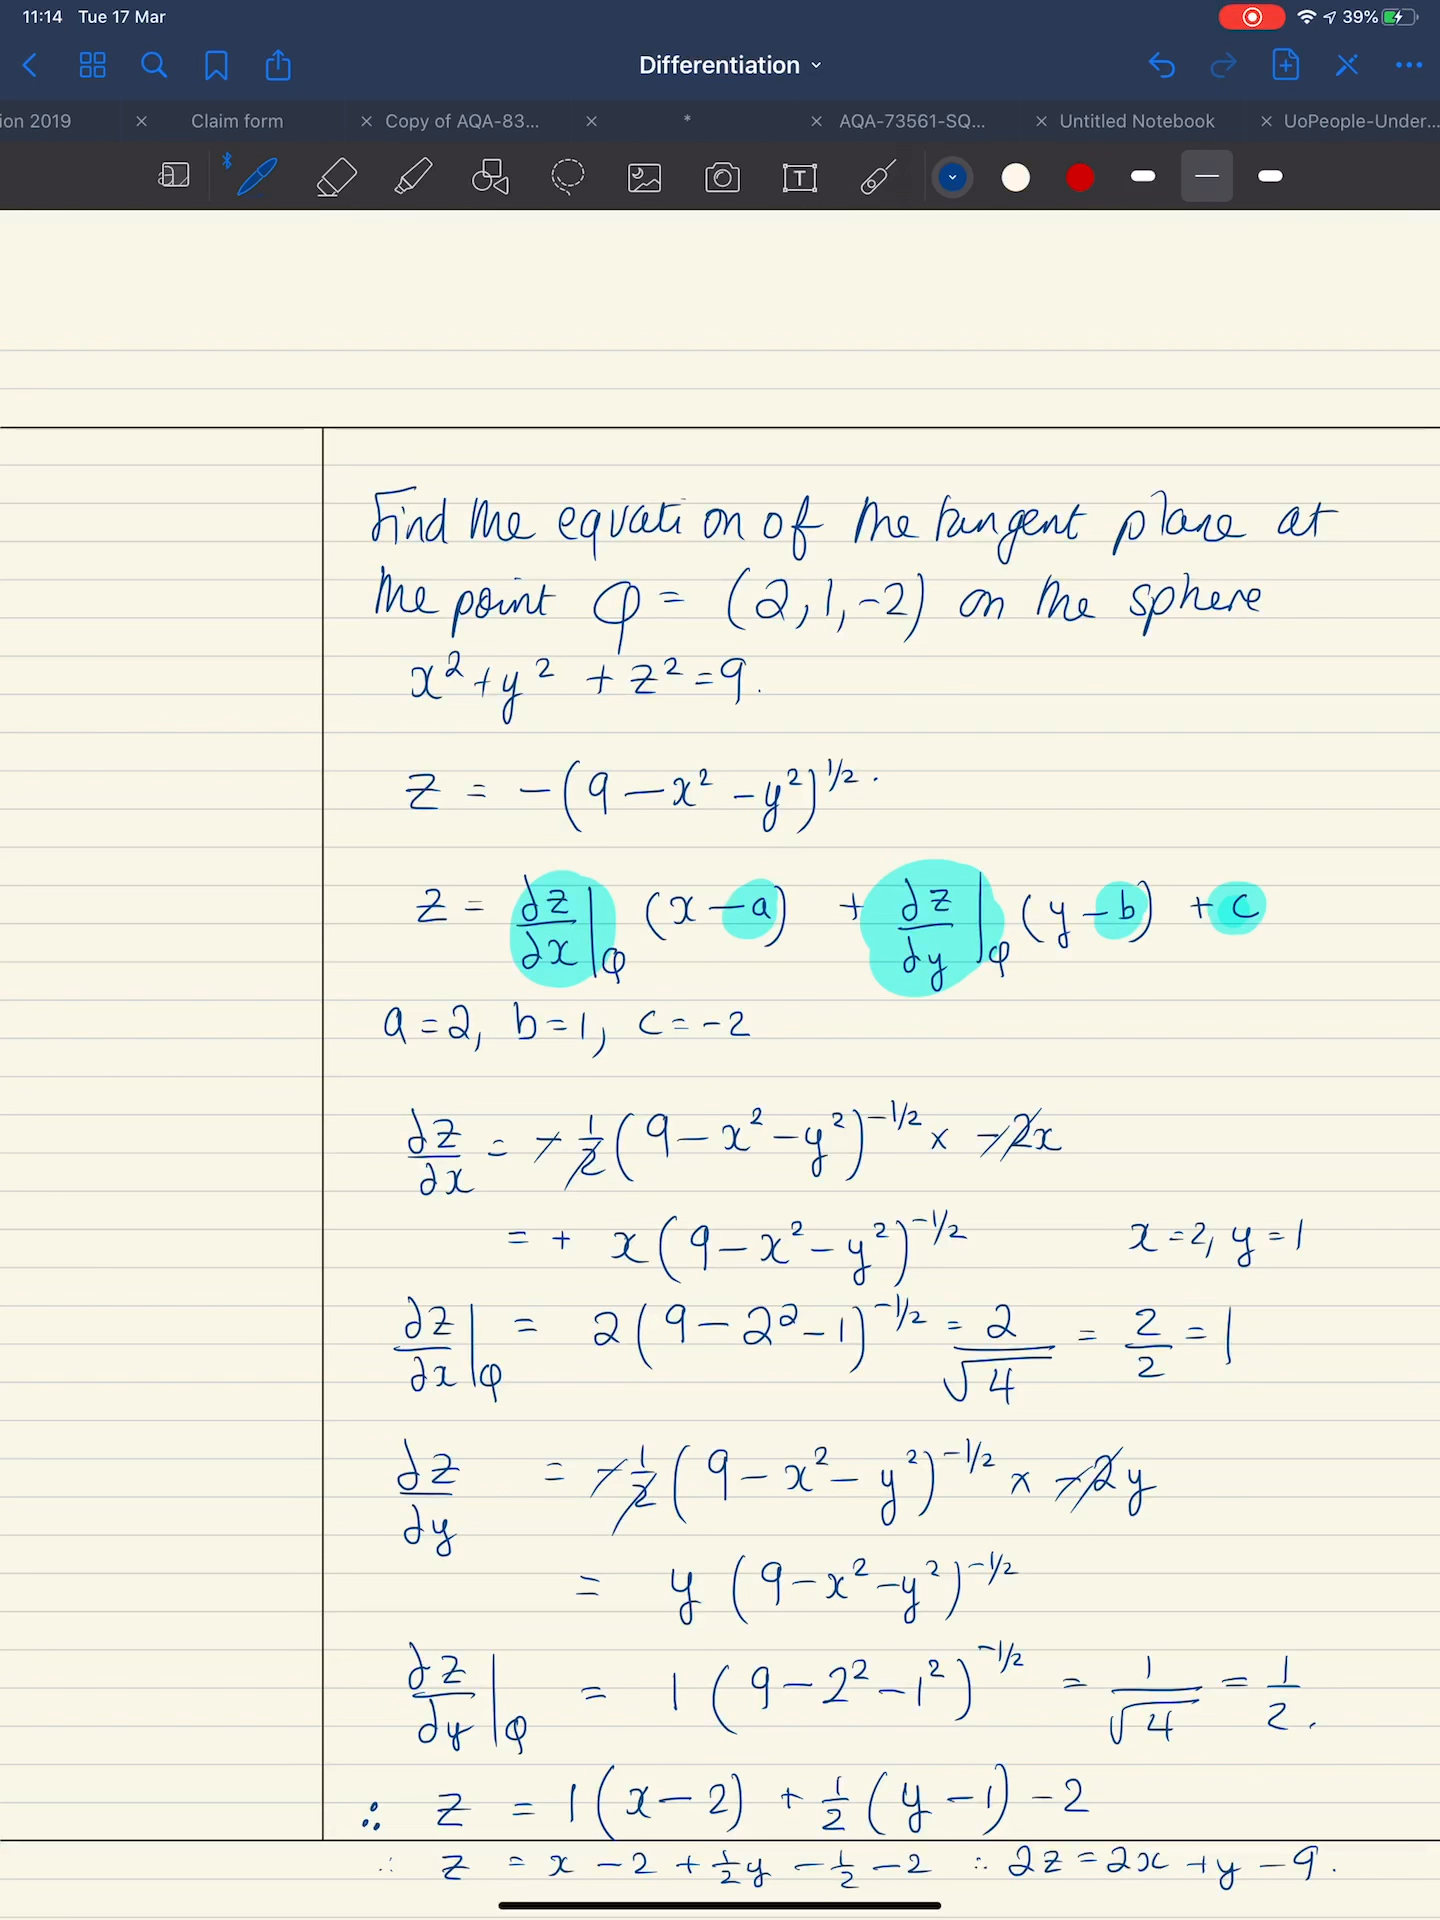 11:14 Tue 17 Mar 39%
Differentiation
ion 2019 × Claim form × Copy of AQA-83... × * × AQA-73561-SQ... × Untitled Notebook × UoPeople-Under...
T
Find the equation of the tangent plane at
the point φ = (2, 1, -2) on the sphere
x² + y² + z² = 9.
z = -(9 - x² - y²)^1/2.
z = ∂z/∂x|φ (x - a) + ∂z/∂y|φ (y - b) + c
a = 2, b = 1, c = -2
∂z/∂x = - 1/2 (9 - x² - y²)^-1/2 × -2x
= + x(9 - x² - y²)^-1/2 x = 2, y = 1
∂z/∂x|φ = 2(9 - 2² - 1)^-1/2 = 2/√4 = 2/2 = 1
∂z/∂y = - 1/2 (9 - x² - y²)^-1/2 × -2y
= y (9 - x² - y²)^-1/2
∂z/∂y|φ = 1 (9 - 2² - 1²)^-1/2 = 1/√4 = 1/2.
∴ z = 1(x - 2) + 1/2 (y - 1) - 2
∴ z = x - 2 + 1/2y - 1/2 - 2 ∴ 2z = 2x + y - 9.